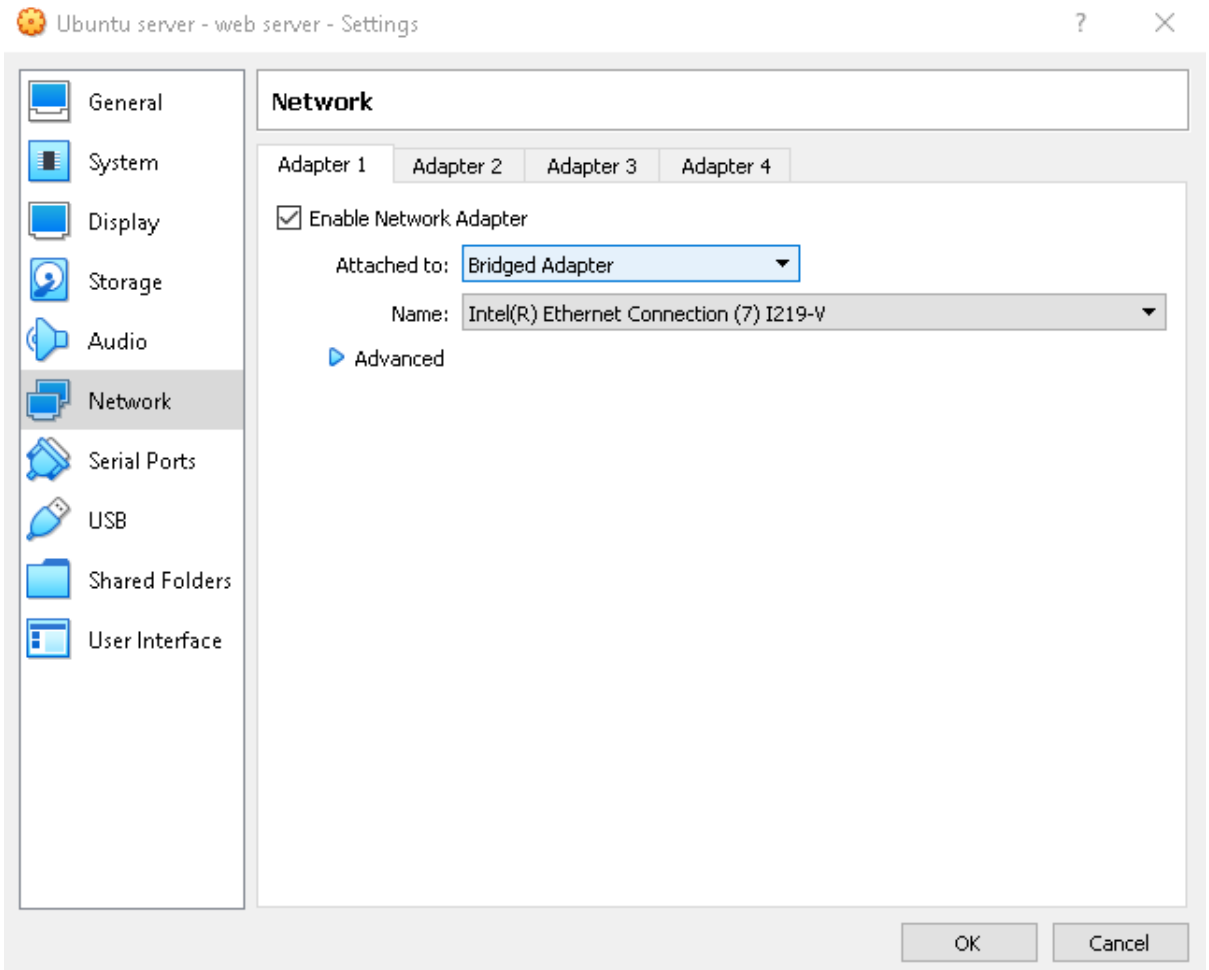 Ubuntu server - web server - Settings
?
General
System
Display
Storage
Audio
Network
Serial Ports
USB
Shared Folders
User Interface
Network
Adapter 1 Adapter 2 Adapter 3 Adapter 4
Enable Network Adapter
Attached to: Bridged Adapter
Name: Intel(R) Ethernet Connection (7) I219-V
Advanced
OK Cancel